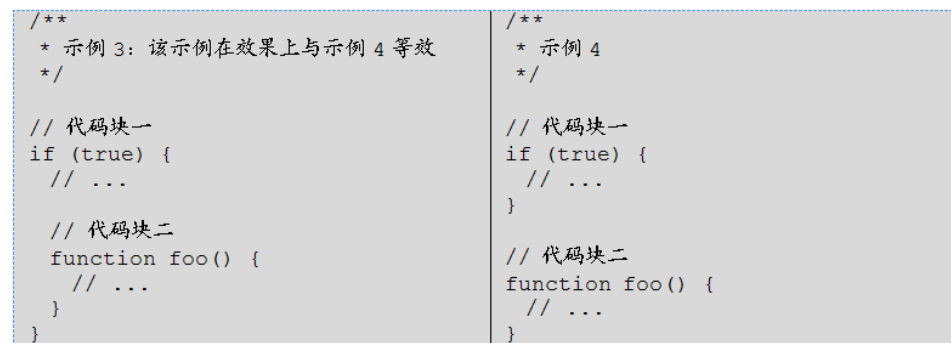 /**
 * 示例 3：该示例在效果上与示例 4 等效
 */
// 代码块一
if (true) {
  // ...
  // 代码块二
  function foo() {
    // ...
  }
}
/**
 * 示例 4
 */
// 代码块一
if (true) {
  // ...
}
// 代码块二
function foo() {
  // ...
}